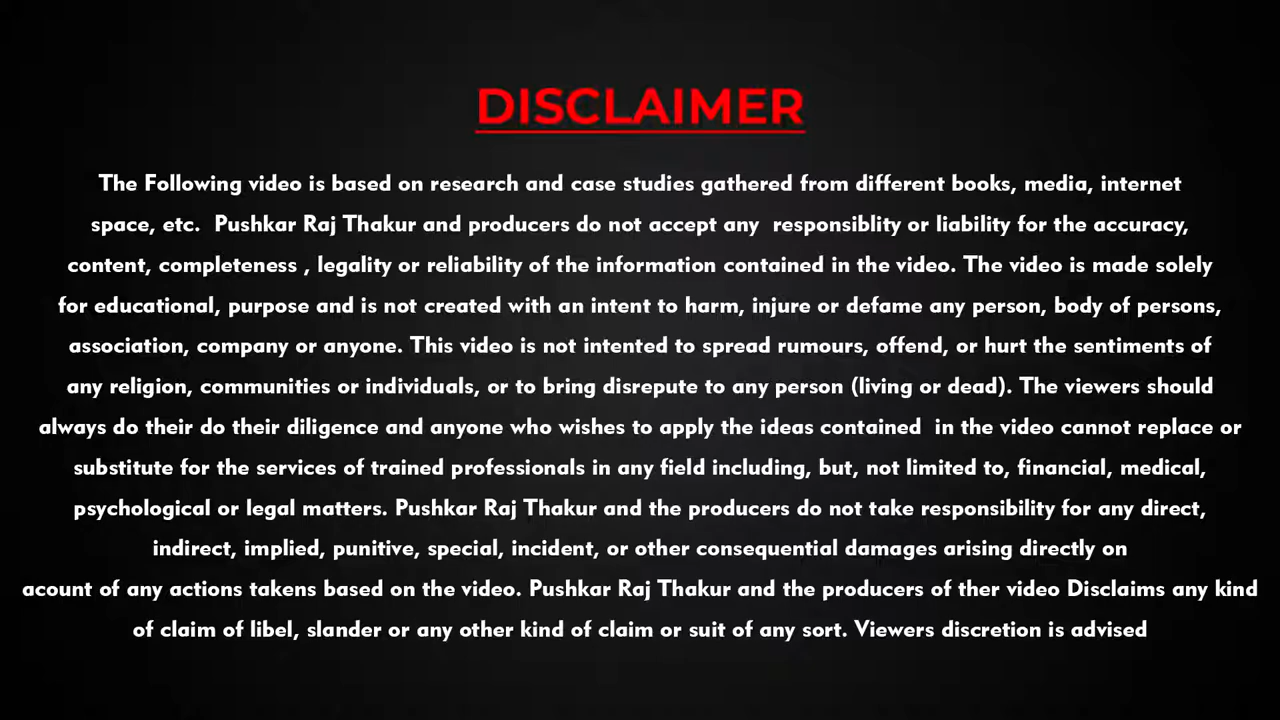 DISCLAIMER
The Following video is based on research and case studies gathered from different books, media, internet
space, etc.  Pushkar Raj Thakur and producers do not accept any  responsiblity or liability for the accuracy,
content, completeness , legality or reliability of the information contained in the video. The video is made solely
for educational, purpose and is not created with an intent to harm, injure or defame any person, body of persons,
association, company or anyone. This video is not intented to spread rumours, offend, or hurt the sentiments of
any religion, communities or individuals, or to bring disrepute to any person (living or dead). The viewers should
always do their do their diligence and anyone who wishes to apply the ideas contained  in the video cannot replace or
substitute for the services of trained professionals in any field including, but, not limited to, financial, medical,
psychological or legal matters. Pushkar Raj Thakur and the producers do not take responsibility for any direct,
indirect, implied, punitive, special, incident, or other consequential damages arising directly on
acount of any actions takens based on the video. Pushkar Raj Thakur and the producers of ther video Disclaims any kind
of claim of libel, slander or any other kind of claim or suit of any sort. Viewers discretion is advised